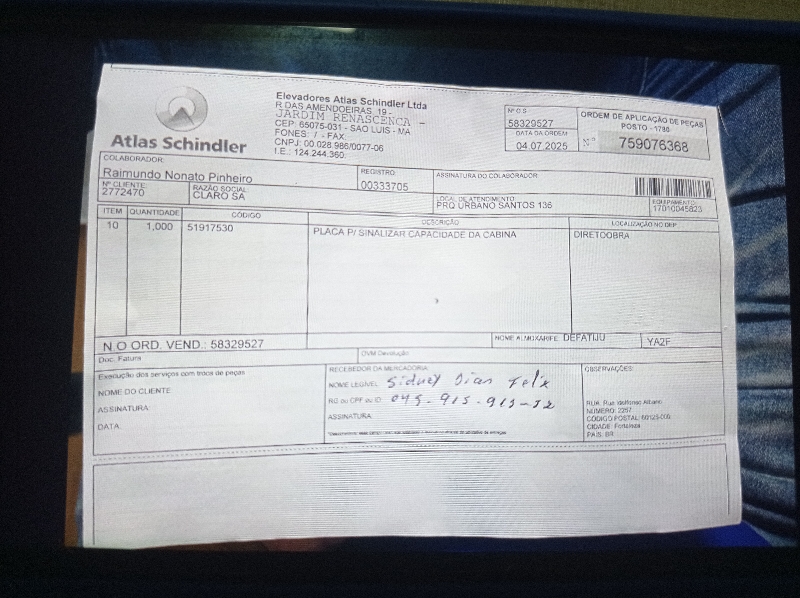 Atlas Schindler
Elevadores Atlas Schindler Ltda
R.DAS AMENDOEIRAS, 19 -
JARDIM RENASCENCA -
CEP: 65075-031 - SAO LUIS - MA
FONES: / - FAX:
CNPJ: 00.028.986/0077-06
I.E.: 124.244.360
Nº O.S.
58329527
DATA DA ORDEM
04.07.2025
ORDEM DE APLICAÇÃO DE PEÇAS
POSTO - 1780
Nº 759076368
COLABORADOR:
Raimundo Nonato Pinheiro
REGISTRO:
00333705
ASSINATURA DO COLABORADOR:
Nº CLIENTE:
2772470
RAZÃO SOCIAL:
CLARO SA
LOCAL DE ATENDIMENTO:
PRQ URBANO SANTOS 136
EQUIPAMENTO:
17010045823
ITEM QUANTIDADE CÓDIGO DESCRIÇÃO LOCALIZAÇÃO NO DEP.
10 1,000 51917530 PLACA P/ SINALIZAR CAPACIDADE DA CABINA DIRETOOBRA
N.O ORD. VEND.: 58329527
NOME ALMOXARIFE: DEFATIJU YA2F
Doc. Fatura
OVM Devolução
Execução dos serviços com troca de peças
NOME DO CLIENTE:
ASSINATURA:
DATA:
RECEBEDOR DA MERCADORIA
NOME LEGÍVEL: Sidney Dias Felix
RG ou CPF ou ID: 045-915-913-52
ASSINATURA:
OBSERVAÇÕES:
NÚMERO: 2257
CÓDIGO POSTAL: 60125-000
CIDADE: Fortaleza
PAÍS: BR